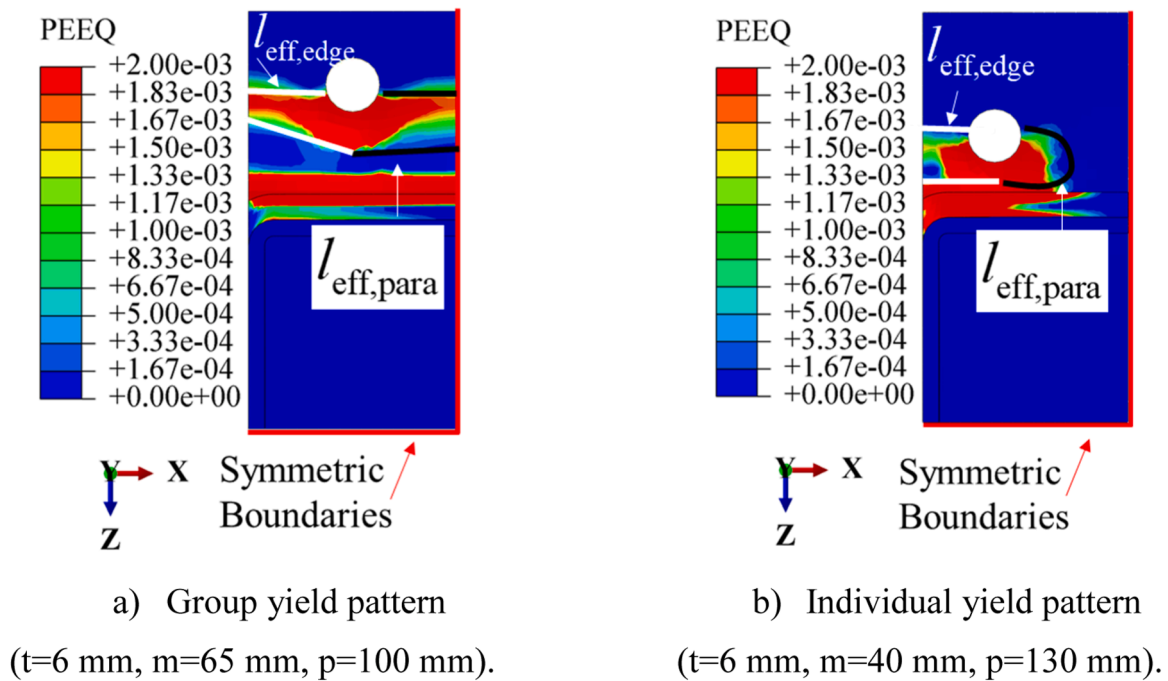 PEEQ
+2.00e-03
+1.83e-03
+1.67e-03
+1.50e-03
+1.33e-03
+1.17e-03
+1.00e-03
+8.33e-04
+6.67e-04
+5.00e-04
+3.33e-04
+1.67e-04
+0.00e+00
l eff,edge
l eff,para
Y X
Z
Symmetric
Boundaries
a) Group yield pattern
(t=6 mm, m=65 mm, p=100 mm).
PEEQ
+2.00e-03
+1.83e-03
+1.67e-03
+1.50e-03
+1.33e-03
+1.17e-03
+1.00e-03
+8.33e-04
+6.67e-04
+5.00e-04
+3.33e-04
+1.67e-04
+0.00e+00
l eff,edge
l eff,para
Y X
Z
Symmetric
Boundaries
b) Individual yield pattern
(t=6 mm, m=40 mm, p=130 mm).